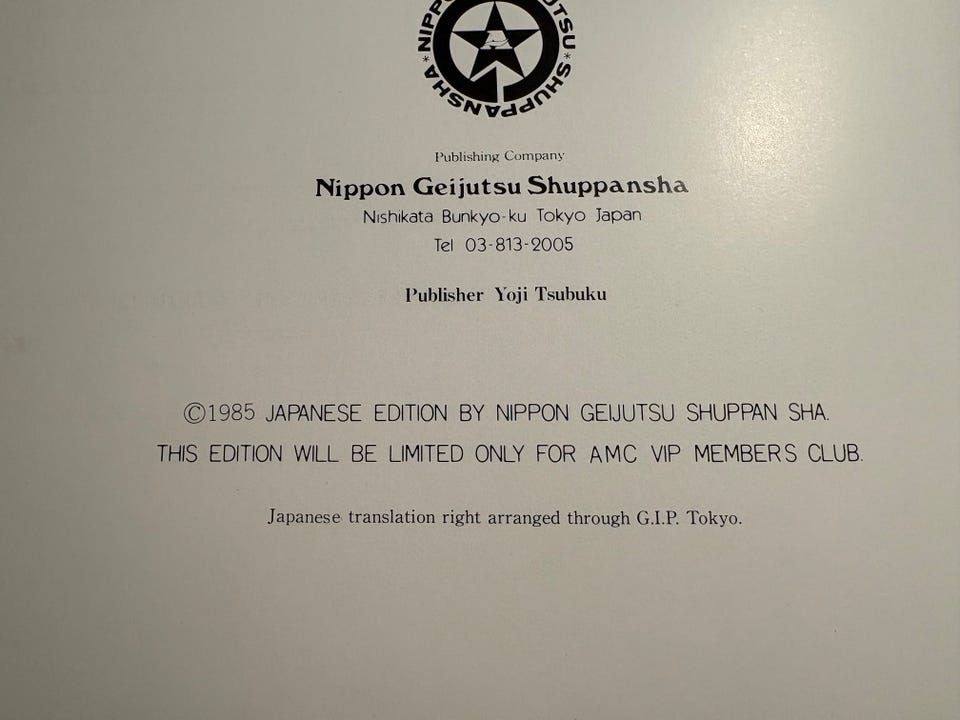 NIPPO UTSU * SHUPPANSHA *
Publishing Company
Nippon Geijutsu Shuppansha
Nishikata Bunkyo-ku Tokyo Japan
Tel 03-813-2005
Publisher Yoji Tsubuku
©1985 JAPANESE EDITION BY NIPPON GEIJUTSU SHUPPAN SHA.
THIS EDITION WILL BE LIMITED ONLY FOR AMC VIP MEMBERS CLUB.
Japanese translation right arranged through G.I.P. Tokyo.